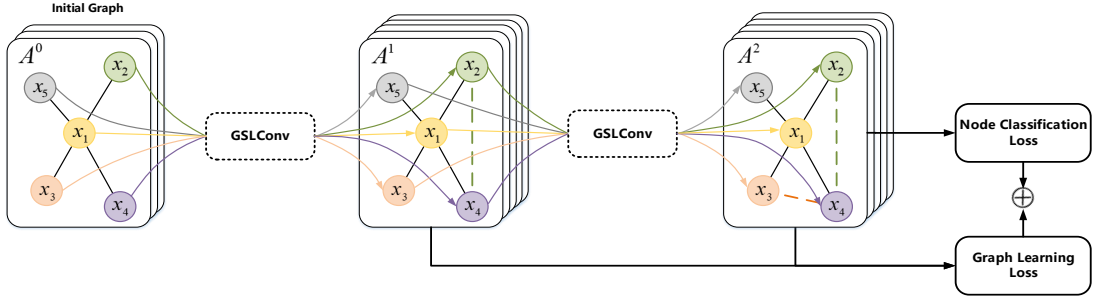 Initial Graph
A⁰
x₂
x₅
x₁
x₃
x₄
GSLConv
A¹
x₂
x₅
x₁
x₃
x₄
GSLConv
A²
x₂
x₅
x₁
x₃
x₄
Node Classification
Loss
Graph Learning
Loss